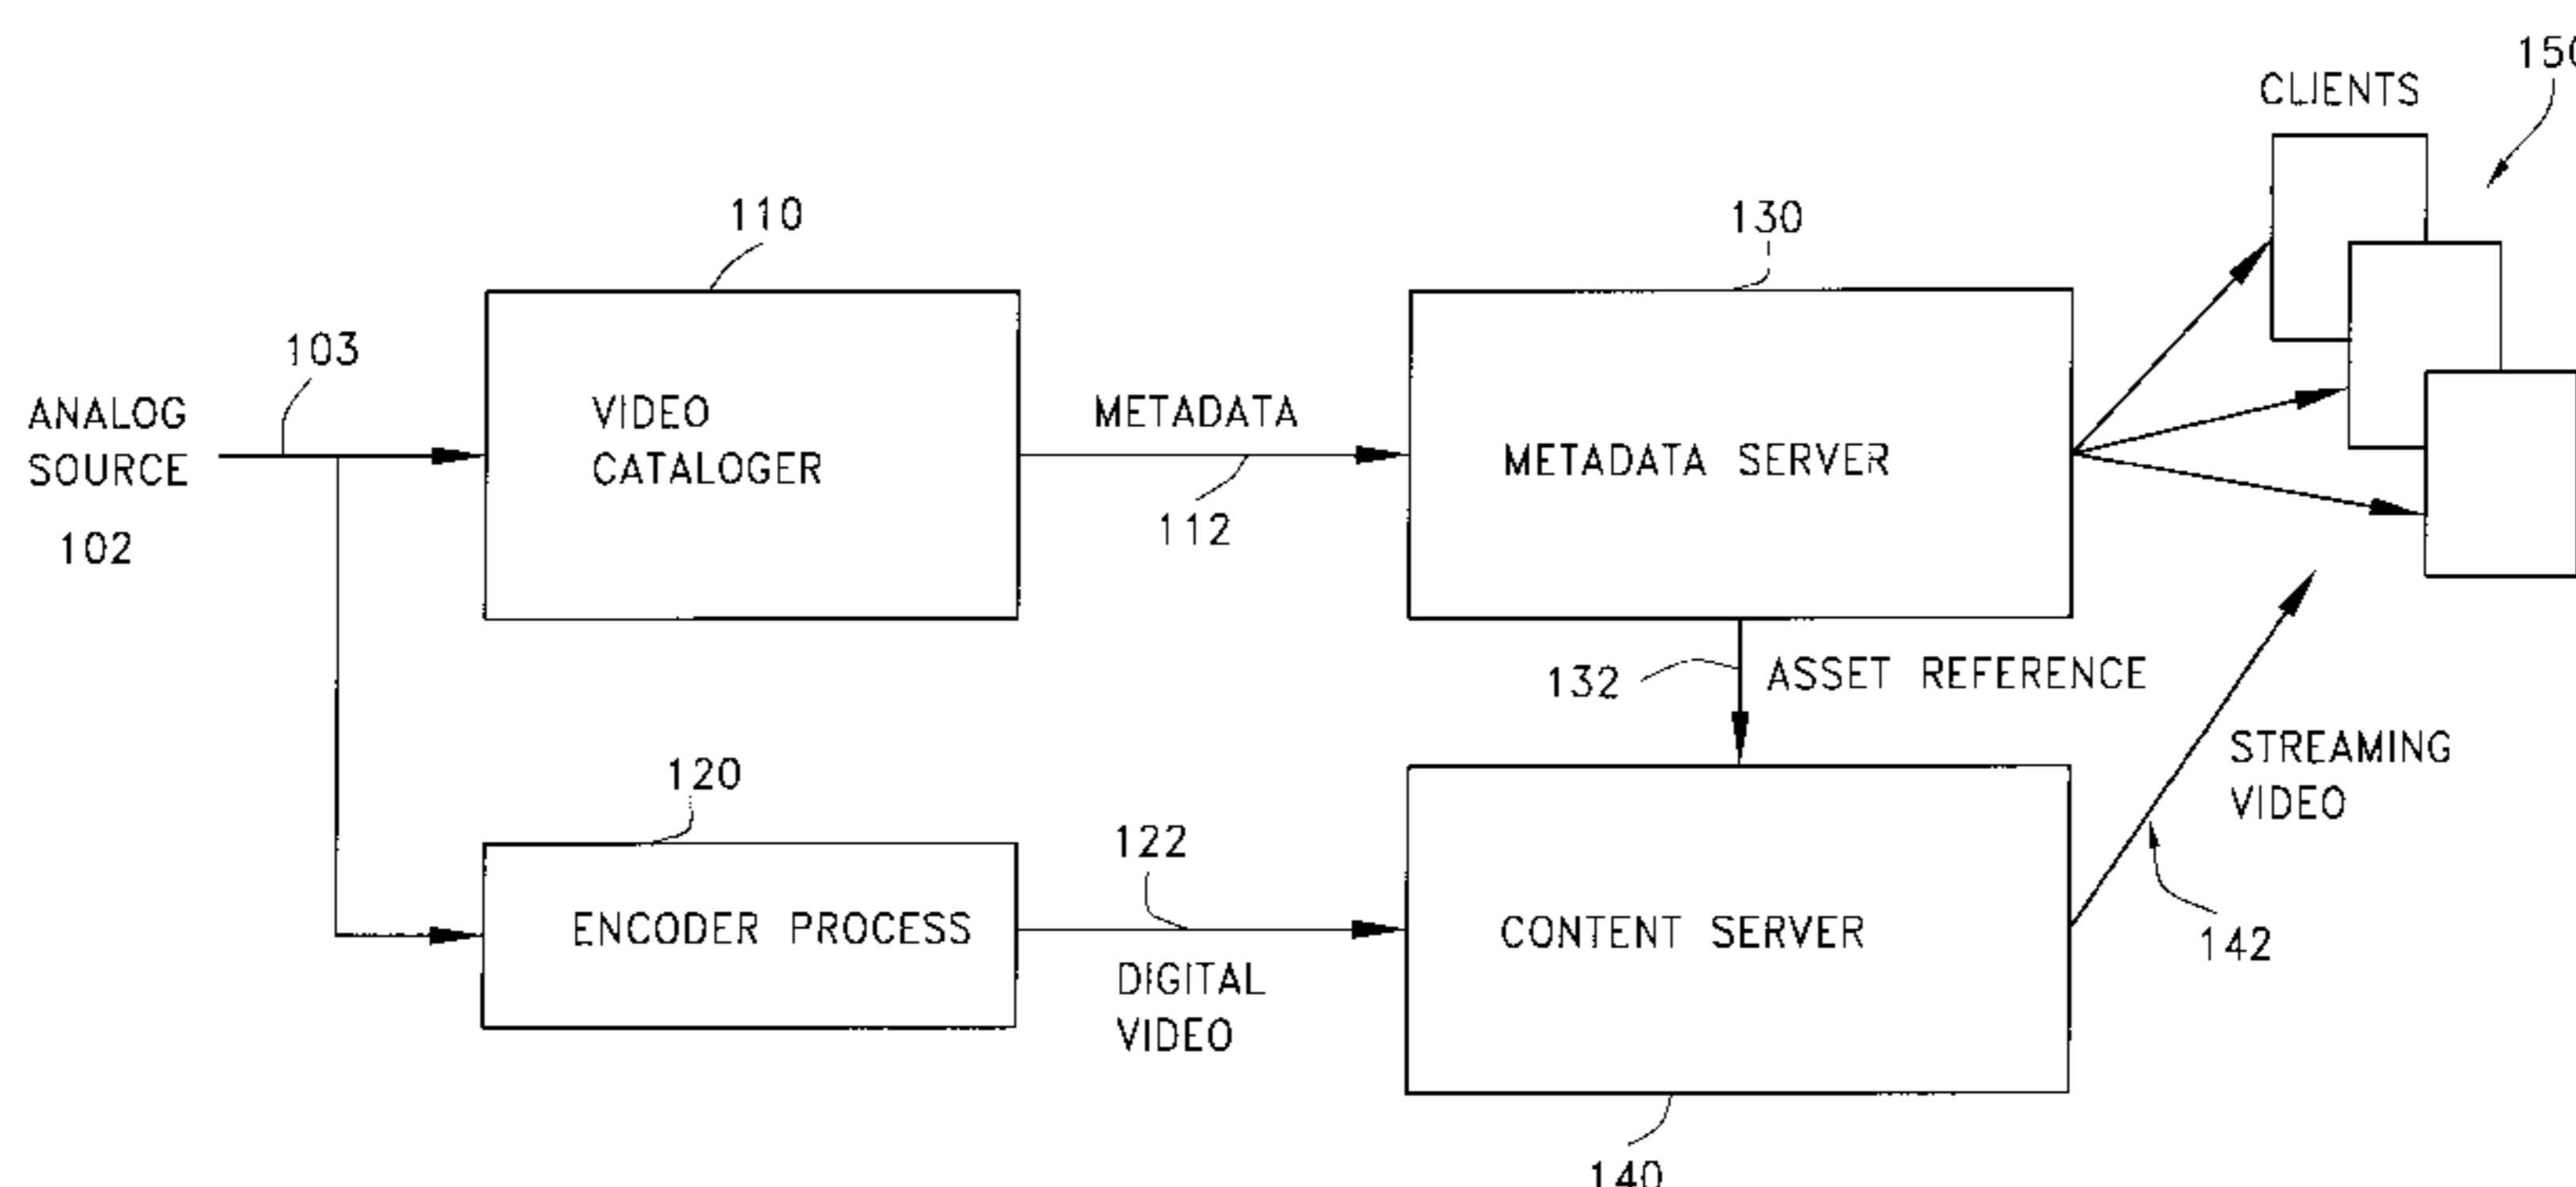 150
CLIENTS
110
130
103
ANALOG
SOURCE
102
VIDEO
CATALOGER
METADATA
112
METADATA SERVER
132
ASSET REFERENCE
STREAMING
VIDEO
120
122
ENCODER PROCESS
DIGITAL
VIDEO
CONTENT SERVER
142
140